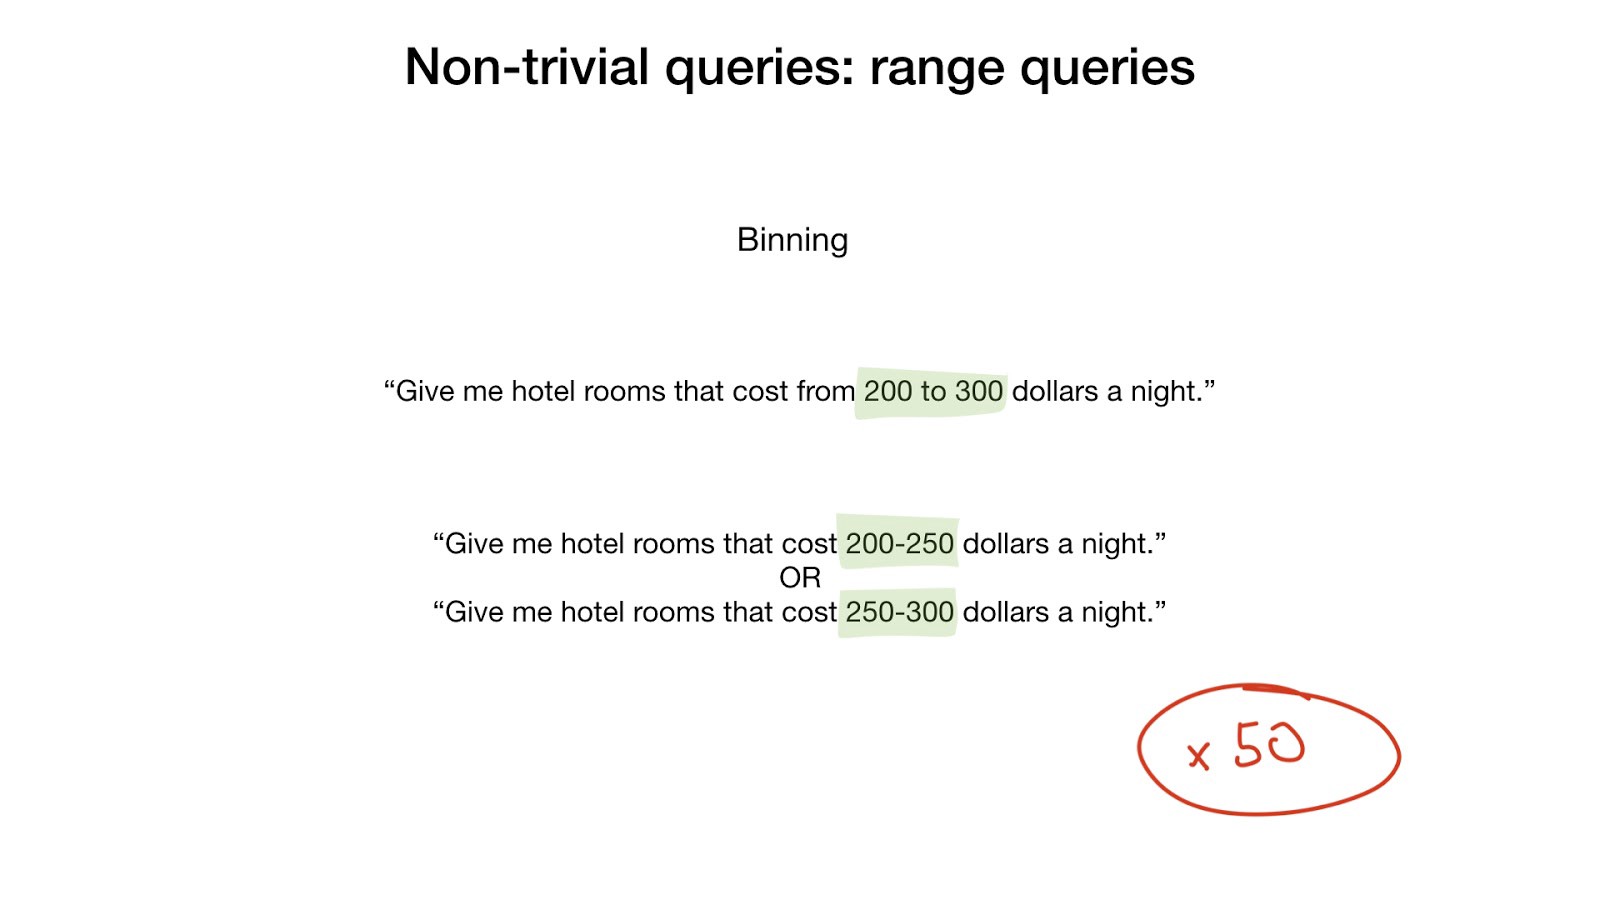 Non-trivial queries: range queries
Binning
“Give me hotel rooms that cost from 200 to 300 dollars a night.”
“Give me hotel rooms that cost 200-250 dollars a night.”
OR
“Give me hotel rooms that cost 250-300 dollars a night.”
x 50